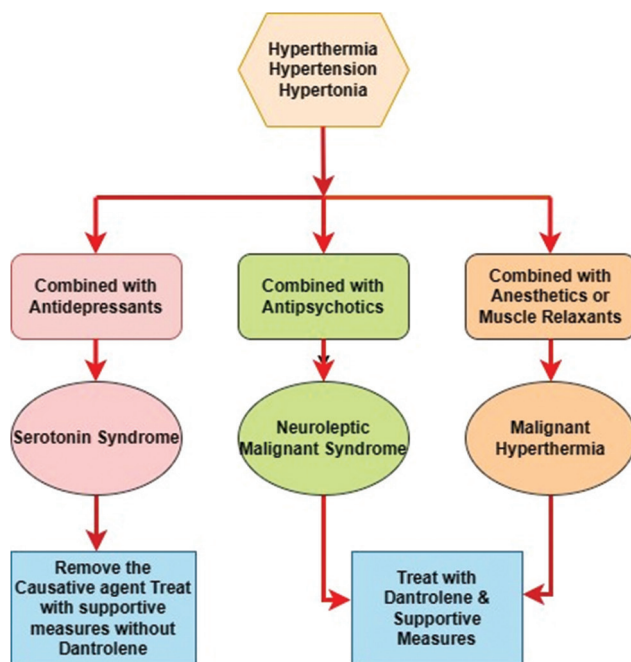 Hyperthermia
Hypertension
Hypertonia
Combined with
Antidepressants
Combined with
Antipsychotics
Combined with
Anesthetics or
Muscle Relaxants
Serotonin Syndrome
Neuroleptic
Malignant Syndrome
Malignant
Hyperthermia
Remove the
Causative agent Treat
with supportive
measures without
Dantrolene
Treat with
Dantrolene &
Supportive
Measures